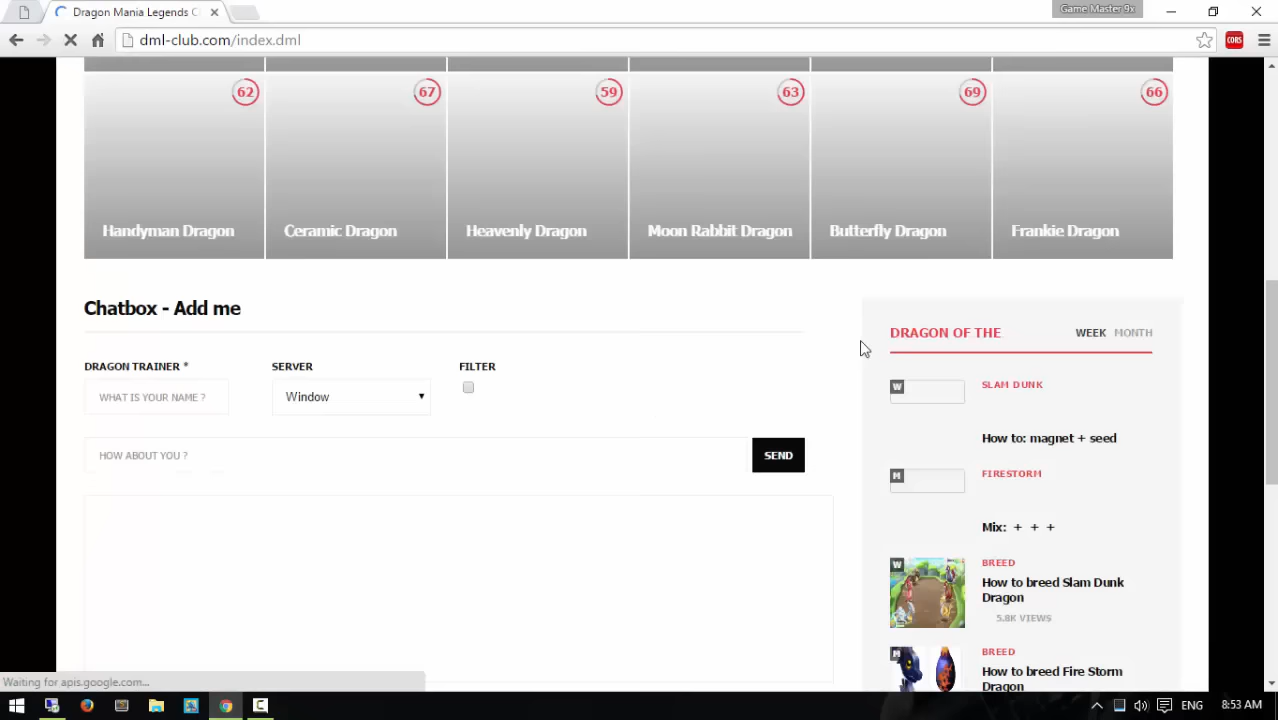 Dragon Mania Legends C
Game Master 9x
dml-club.com/index.dml
CORS
62
67
59
63
69
66
Handyman Dragon
Ceramic Dragon
Heavenly Dragon
Moon Rabbit Dragon
Butterfly Dragon
Frankie Dragon
Chatbox - Add me
DRAGON TRAINER *
SERVER
FILTER
WHAT IS YOUR NAME ?
Window
HOW ABOUT YOU ?
SEND
DRAGON OF THE
WEEK MONTH
W
SLAM DUNK
How to: magnet + seed
M
FIRESTORM
Mix: + + +
W
BREED
How to breed Slam Dunk
Dragon
5.8K VIEWS
M
BREED
How to breed Fire Storm
Dragon
Waiting for apis.google.com...
ENG
8:53 AM